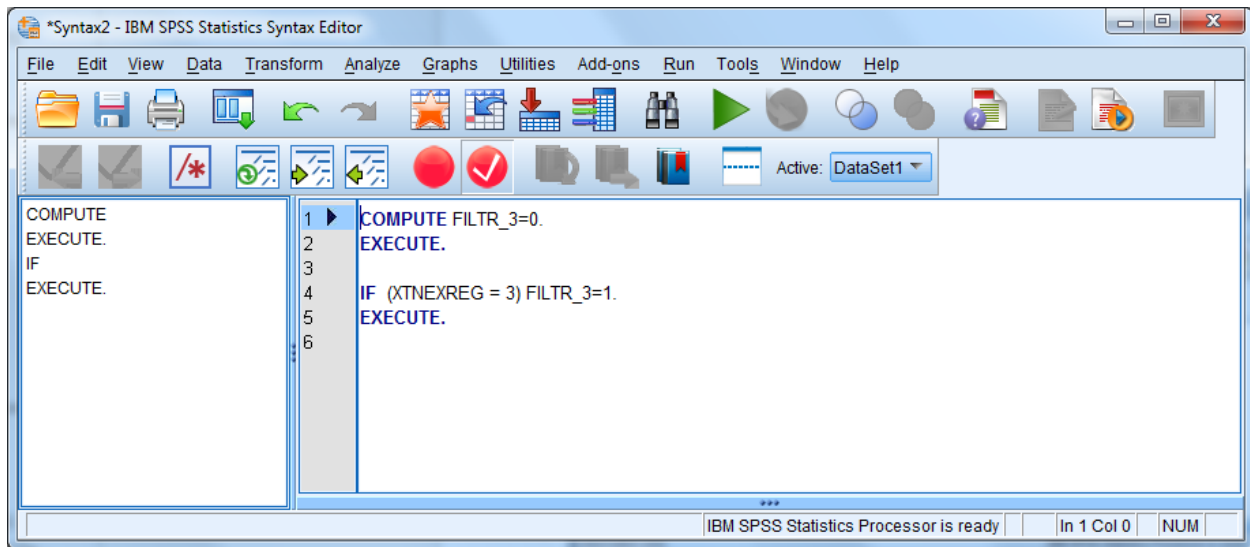 *Syntax2 - IBM SPSS Statistics Syntax Editor
File Edit View Data Transform Analyze Graphs Utilities Add-ons Run Tools Window Help
/* Active: DataSet1
COMPUTE
EXECUTE.
IF
EXECUTE.
1 COMPUTE FILTR_3=0.
2 EXECUTE.
3
4 IF (XTNEXREG = 3) FILTR_3=1.
5 EXECUTE.
6
IBM SPSS Statistics Processor is ready In 1 Col 0 NUM